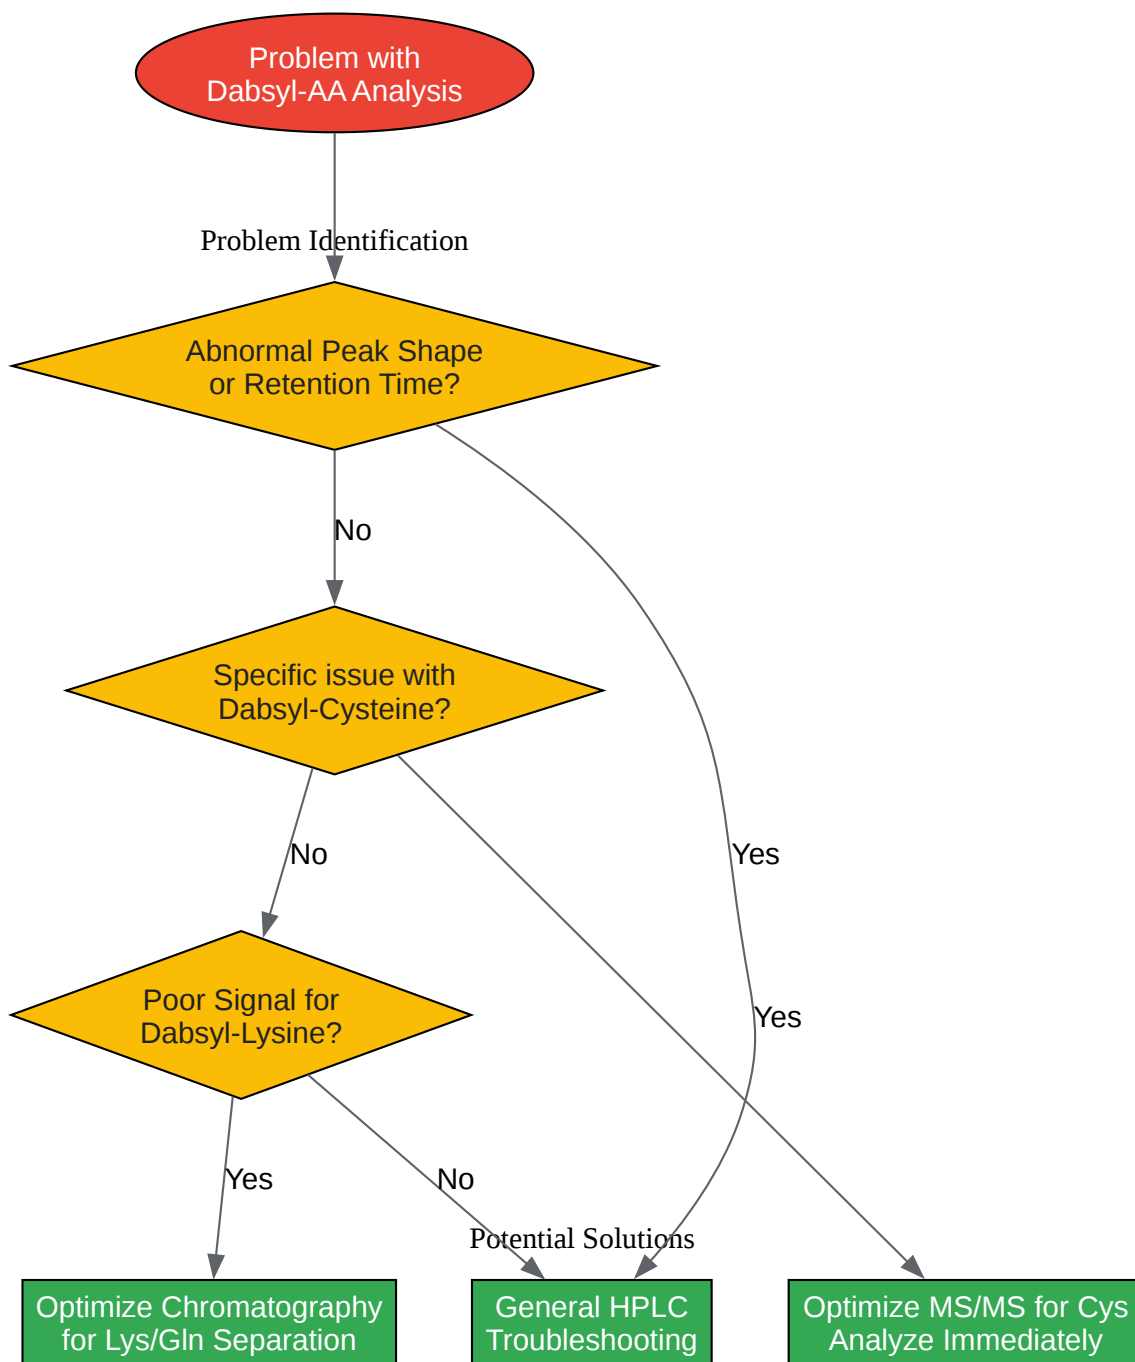 Problem with
Dabsyl-AA Analysis
Problem Identification
Abnormal Peak Shape
or Retention Time?
No
Specific issue with
Dabsyl-Cysteine?
No
Yes
Poor Signal for
Dabsyl-Lysine?
Yes
Yes
No
Potential Solutions
Optimize Chromatography
for Lys/Gln Separation
General HPLC
Troubleshooting
Optimize MS/MS for Cys
Analyze Immediately